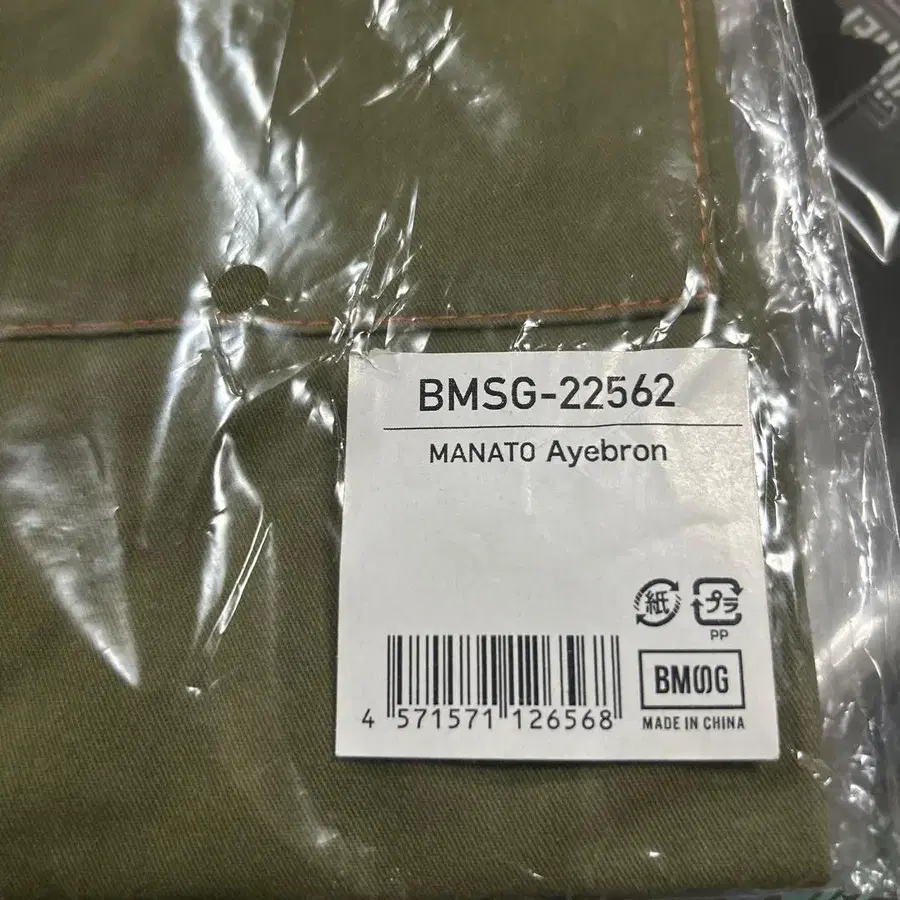 BMSG-22562
MANATO Ayebron
紙
プラ
PP
BMSG
4 571571 126568
MADE IN CHINA